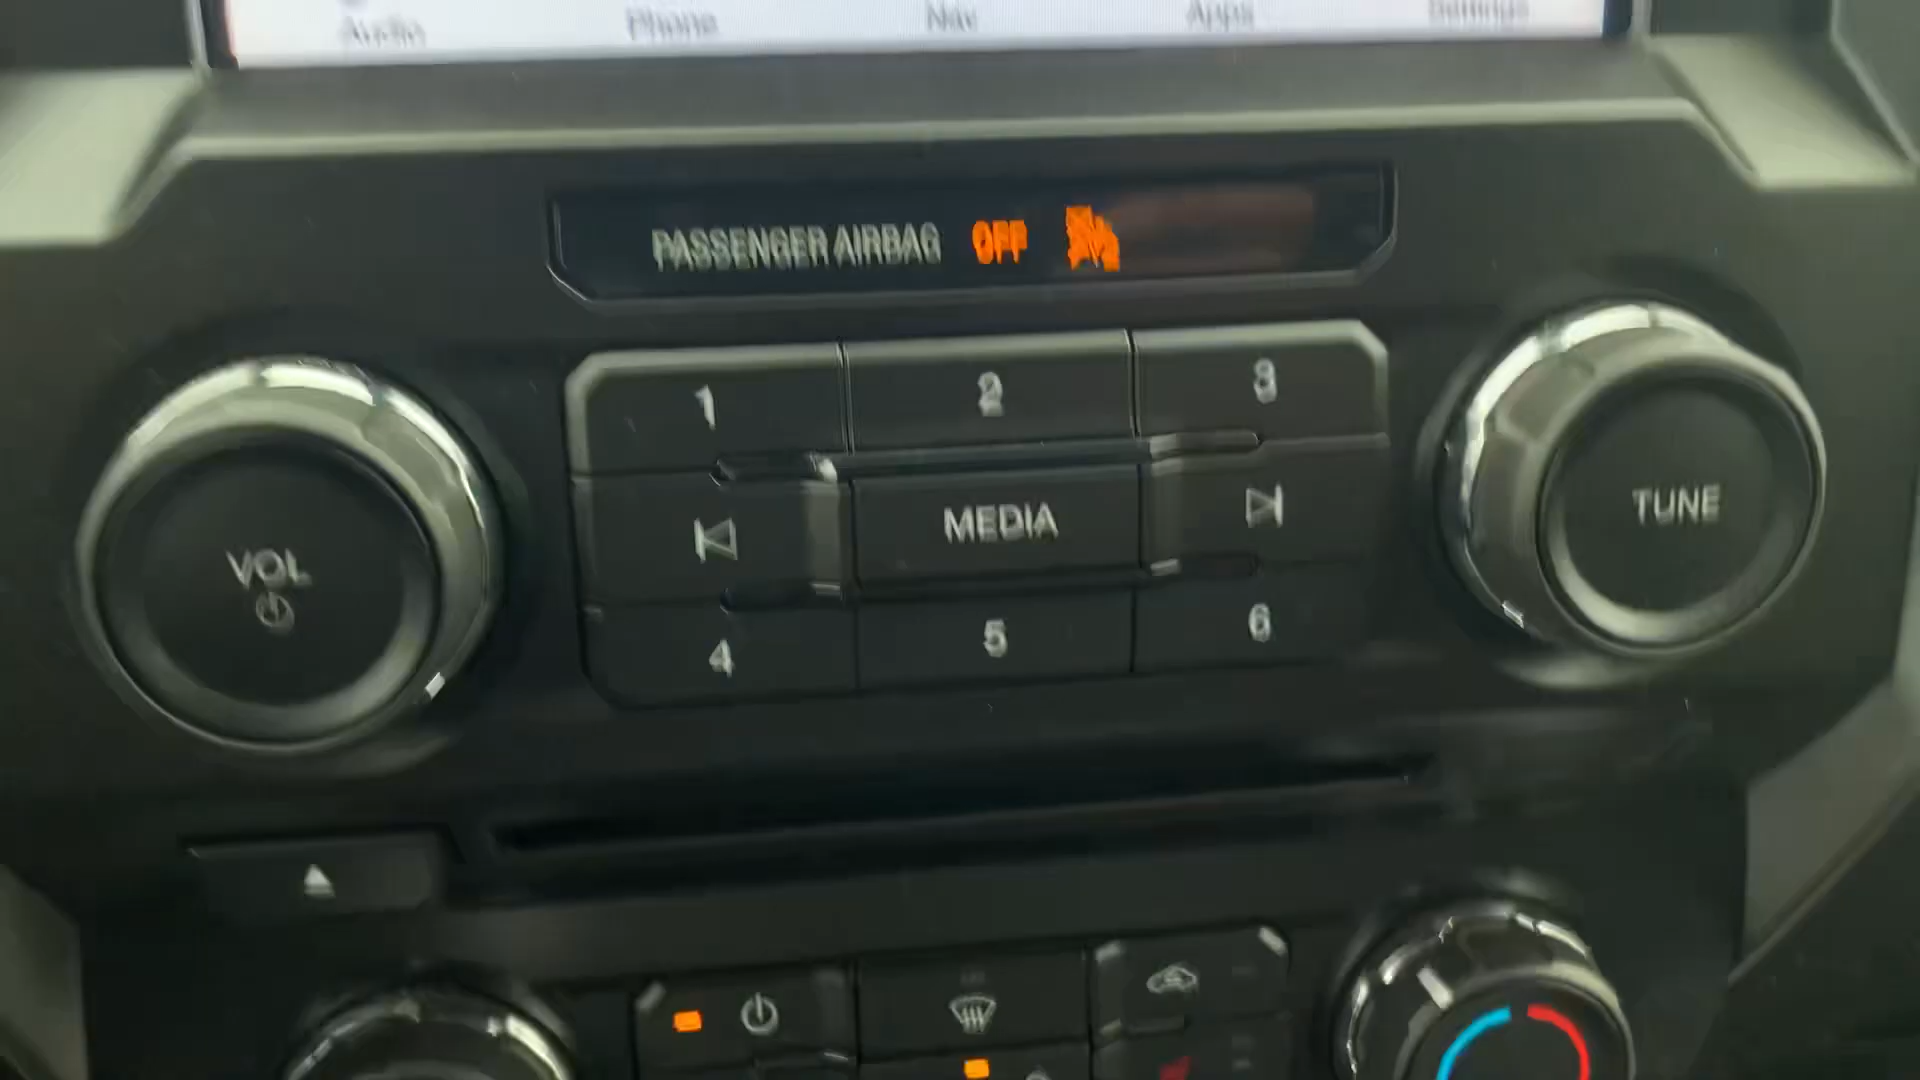 Audio Phone Nav Apps Settings
PASSENGER AIRBAG OFF
1 2 3
MEDIA
VOL
TUNE
4 5 6